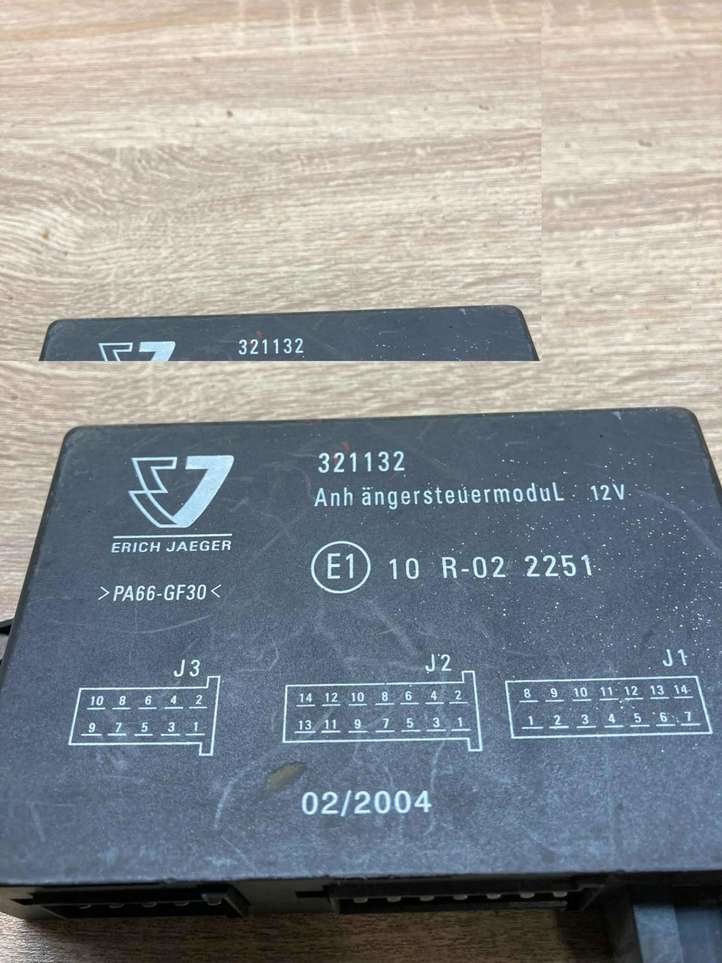 321132
321132
Anh ängersteuermoduL 12V
ERICH JAEGER
E1 10 R-02 2251
>PA66-GF30<
J3 J2 J1
10 8 6 4 2
9 7 5 3 1
14 12 10 8 6 4 2
13 11 9 7 5 3 1
8 9 10 11 12 13 14
1 2 3 4 5 6 7
02/2004